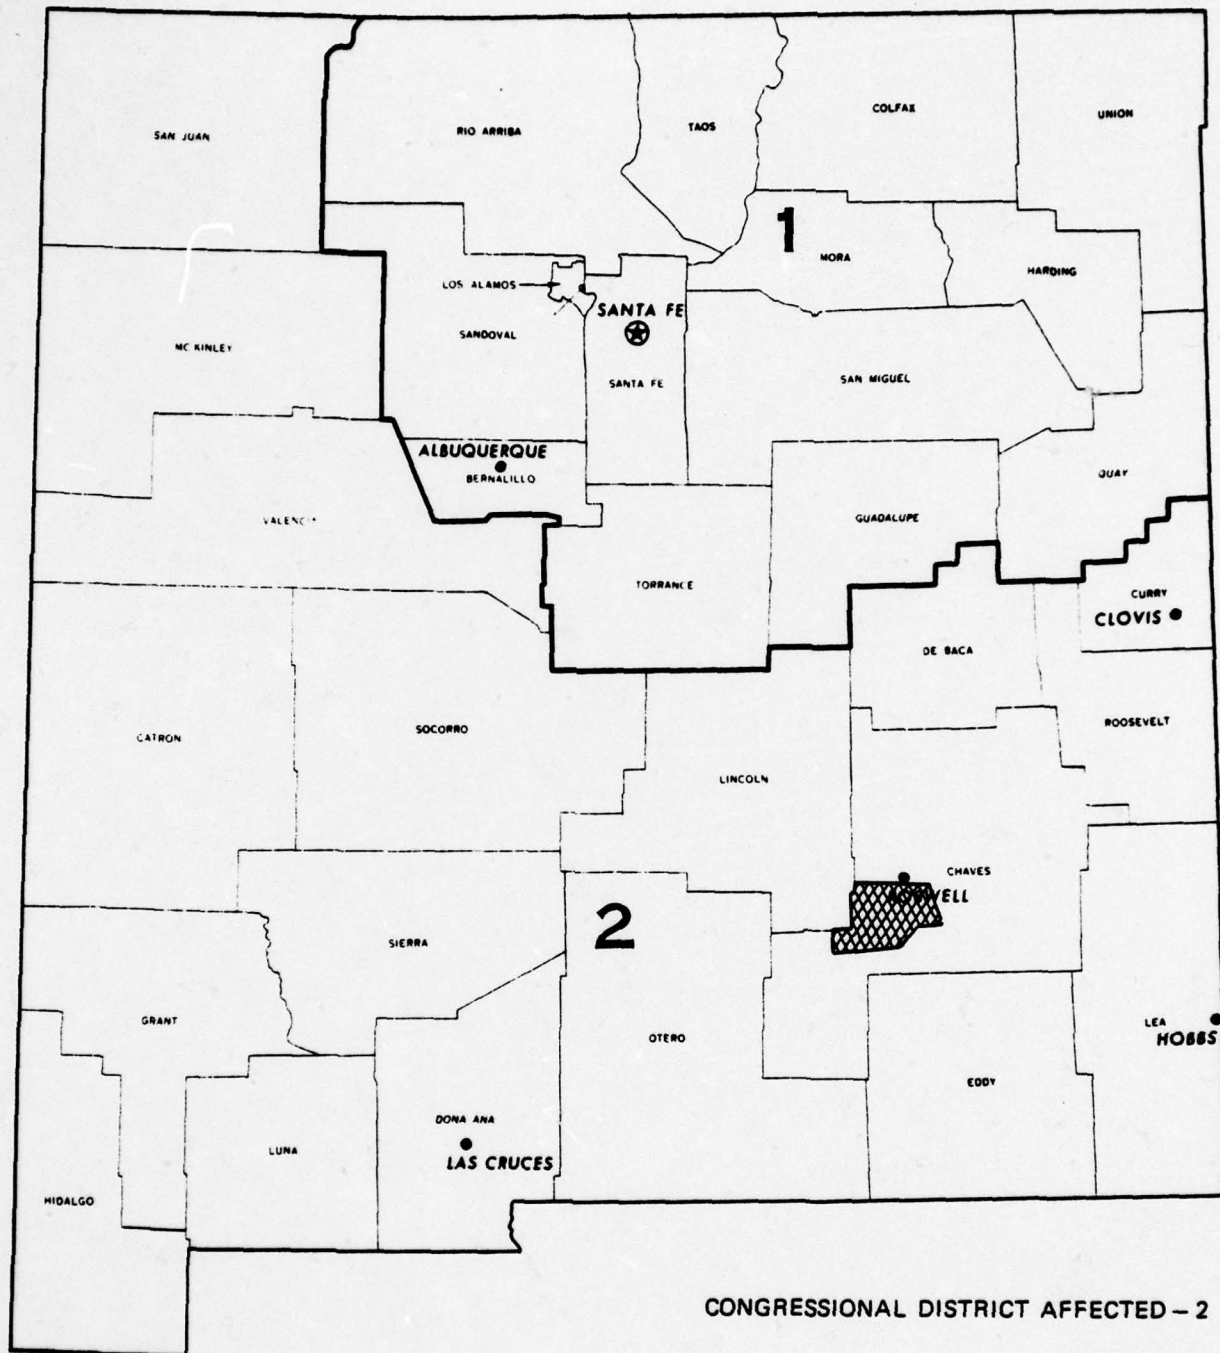 SAN JUAN
RIO ARRIBA
TAOS
COLFAX
UNION
1
MORA
HARDING
LOS ALAMOS
SANTA FE
SANDOVAL
MC KINLEY
SANTA FE
SAN MIGUEL
ALBUQUERQUE
BERNALILLO
QUAY
VALENCIA
GUADALUPE
TORRANCE
CURRY
CLOVIS
DE BACA
CATRON
SOCORRO
ROOSEVELT
LINCOLN
CHAVES
ROSWELL
2
SIERRA
GRANT
OTERO
LEA
HOBBS
EDDY
DONA ANA
LUNA
LAS CRUCES
HIDALGO
CONGRESSIONAL DISTRICT AFFECTED – 2